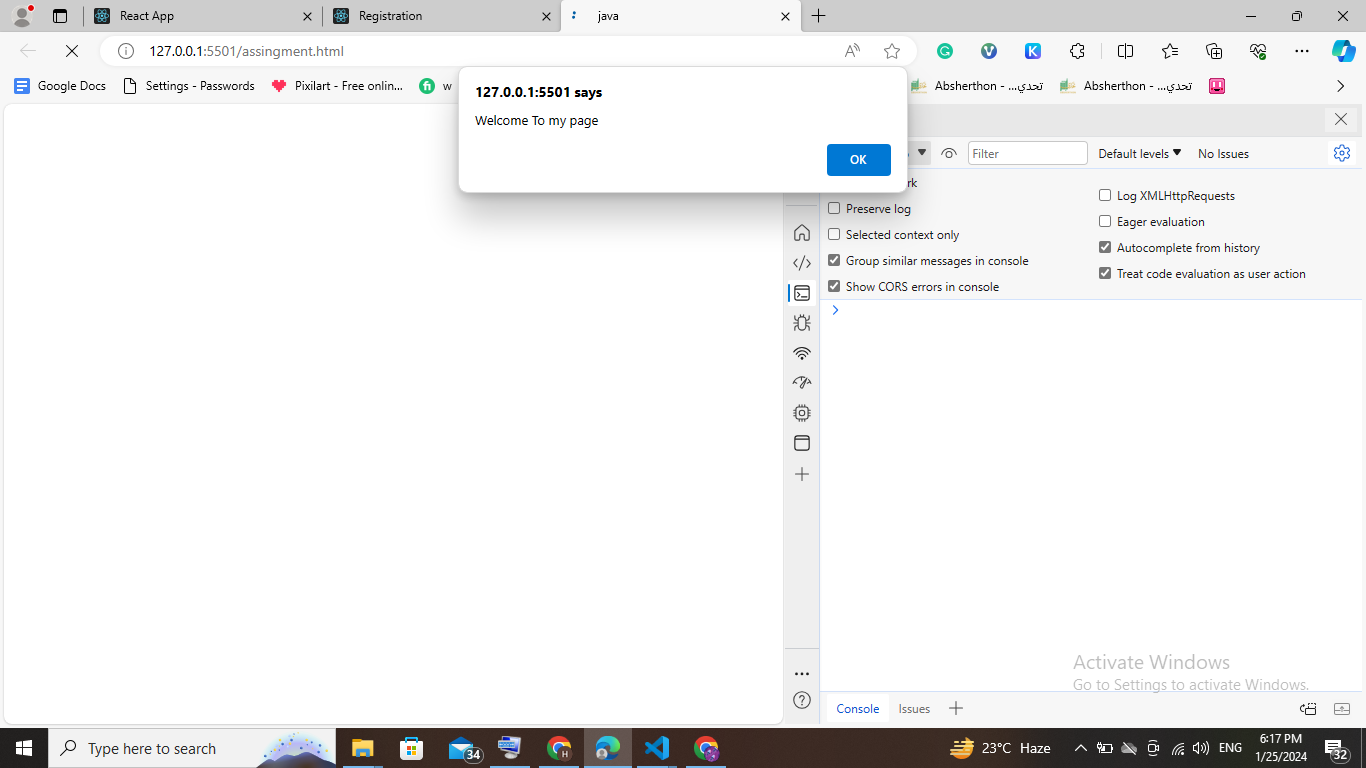 React App
Registration
java
127.0.0.1:5501/assingment.html
Google Docs
Settings - Passwords
Pixilart - Free onlin...
w
Absherthon - تحدي...
Absherthon - تحدي...
127.0.0.1:5501 says
Welcome To my page
OK
Filter
Default levels
No Issues
Preserve log
Selected context only
Group similar messages in console
Show CORS errors in console
Log XMLHttpRequests
Eager evaluation
Autocomplete from history
Treat code evaluation as user action
Activate Windows
Go to Settings to activate Windows.
Console
Issues
Type here to search
34
H
23°C Haze
ENG
6:17 PM
1/25/2024
32